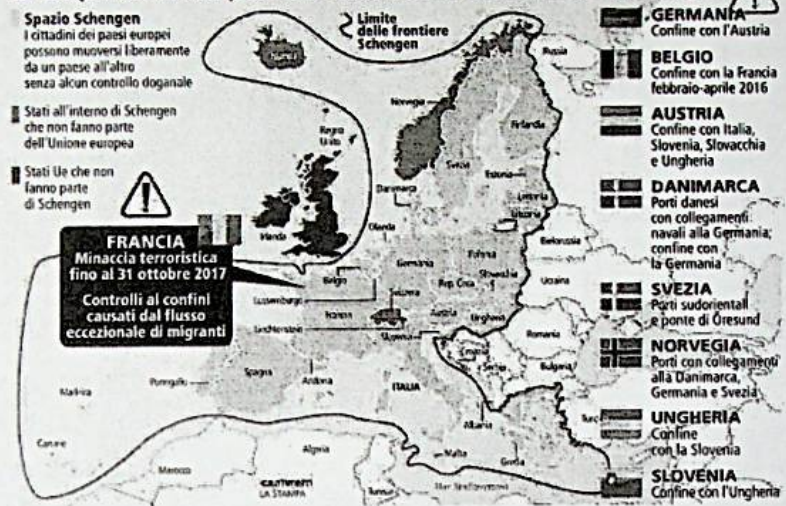 Spazio Schengen
I cittadini dei paesi europei
possono muoversi liberamente
da un paese all'altro
senza alcun controllo doganale
Stati all'interno di Schengen
che non fanno parte
dell'Unione europea
Stati Ue che non
fanno parte
di Schengen
FRANCIA
Minaccia terroristica
fino al 31 ottobre 2017
Controlli ai confini
causati dal flusso
eccezionale di migranti
Limite
delle frontiere
Schengen
Russia
Norvegia
Finlandia
Regno
Unito
Svezia
Estonia
Danimarca
Lettonia
Lituania
Irlanda
Olanda
Bielorussia
Polonia
Germania
Belgio
Slovacchia
Rep. Ceca
Ucraina
Lussemburgo
Svizzera
Francia
Austria
Ungheria
Liechtenstein
Slovenia
Romania
Croazia
Serbia
Bulgaria
Spagna
Portogallo
Andorra
ITALIA
Canarie
Albania
Algeria
Malta
Grecia
Marocco
Tunisia
LA STAMPA
GERMANIA
Confine con l'Austria
BELGIO
Confine con la Francia
febbraio-aprile 2016
AUSTRIA
Confine con Italia,
Slovenia, Slovacchia
e Ungheria
DANIMARCA
Porti danesi
con collegamenti
navali alla Germania;
confine con
la Germania
SVEZIA
Porti sudorientali
e ponte di Öresund
NORVEGIA
Porti con collegamenti
alla Danimarca,
Germania e Svezia
UNGHERIA
Confine
con la Slovenia
SLOVENIA
Confine con l'Ungheria